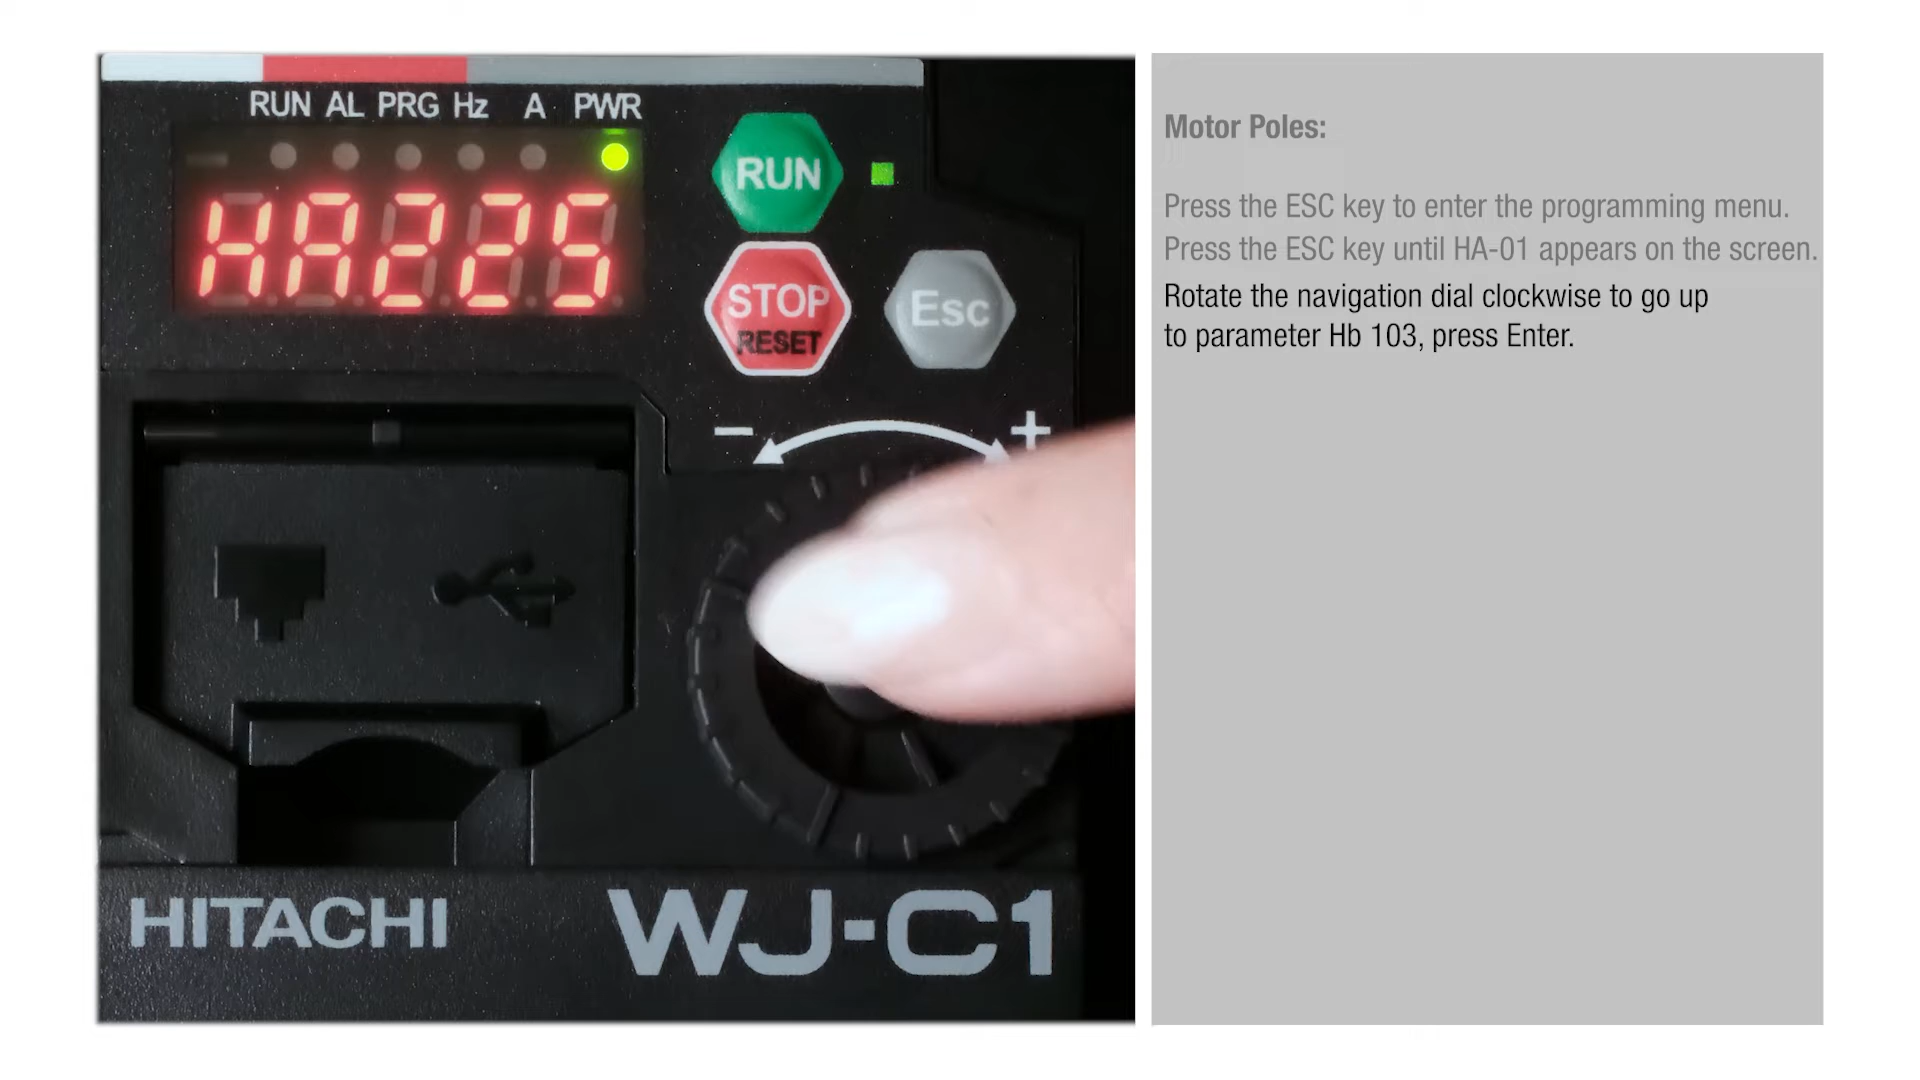 RUN AL PRG Hz A PWR
HA225
RUN
STOP
RESET
Esc
- +
HITACHI
WJ-C1
Motor Poles:
Press the ESC key to enter the programming menu.
Press the ESC key until HA-01 appears on the screen.
Rotate the navigation dial clockwise to go up
to parameter Hb 103, press Enter.